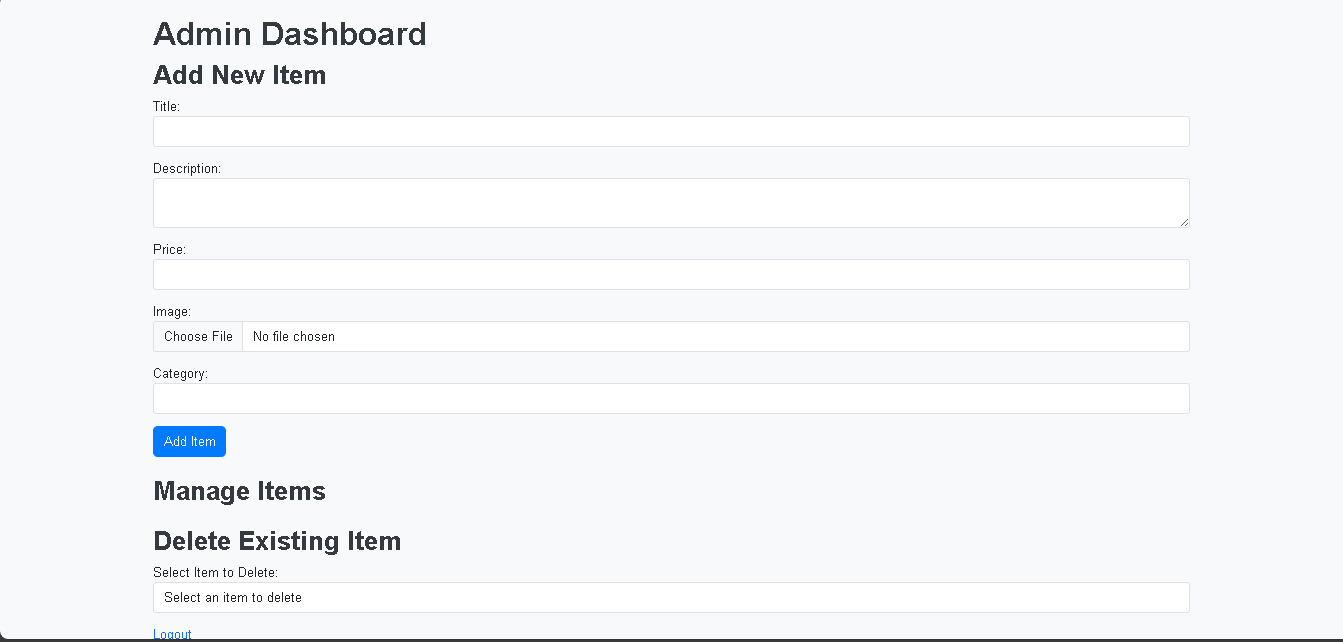 Admin Dashboard
Add New Item
Title:
Description:
Price:
Image:
Choose File No file chosen
Category:
Add Item
Manage Items
Delete Existing Item
Select Item to Delete:
Select an item to delete
Logout